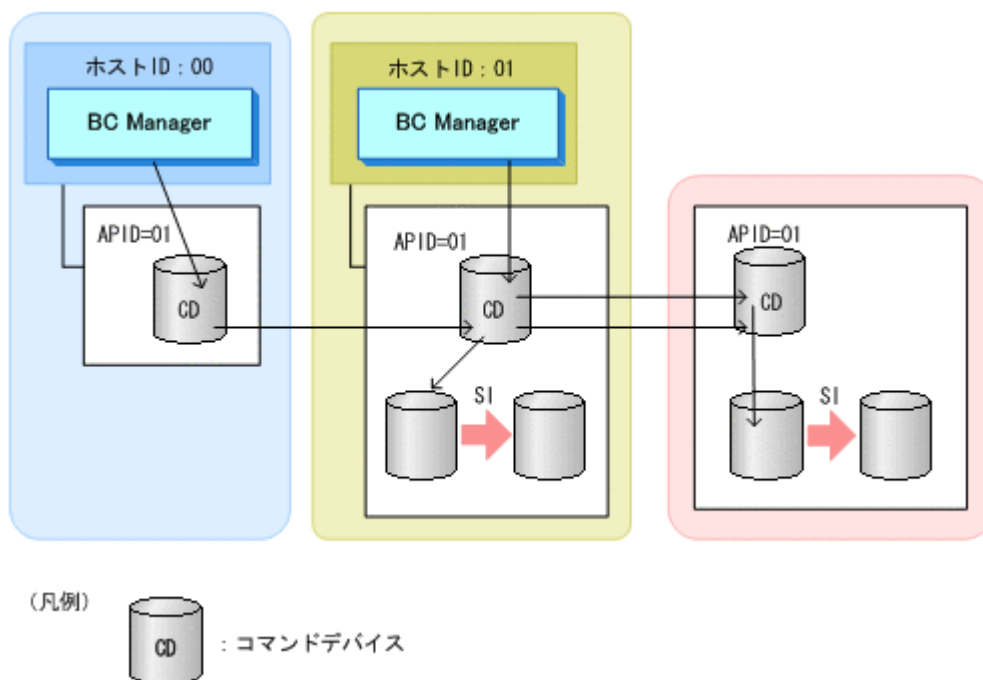 ホストID：00
BC Manager
APID=01
CD
ホストID：01
BC Manager
APID=01
CD
SI
APID=01
CD
SI
（凡例）
CD
：コマンドデバイス